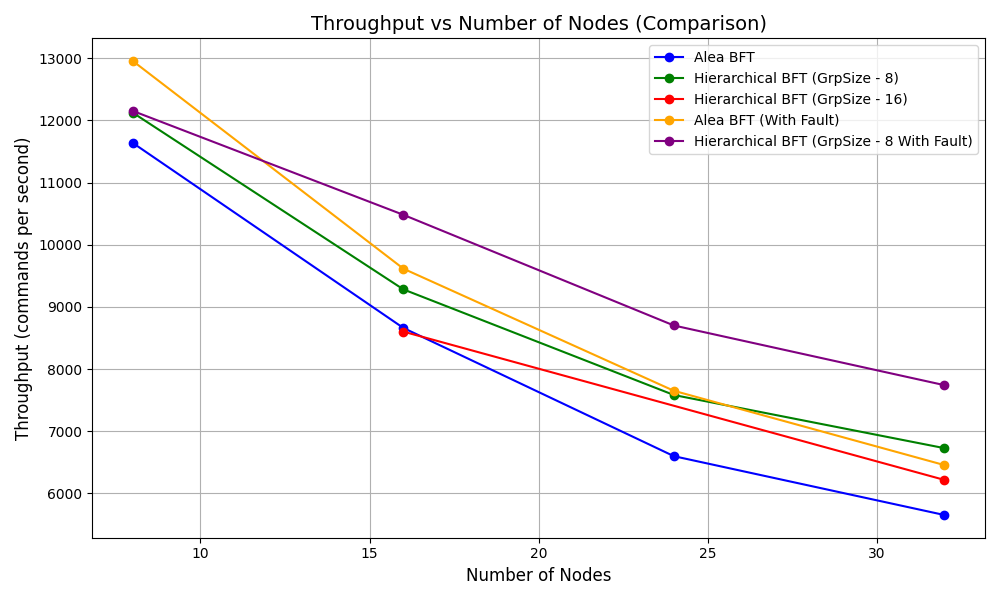 Throughput vs Number of Nodes (Comparison)
Alea BFT
Hierarchical BFT (GrpSize - 8)
Hierarchical BFT (GrpSize - 16)
Alea BFT (With Fault)
Hierarchical BFT (GrpSize - 8 With Fault)
Throughput (commands per second)
13000
12000
11000
10000
9000
8000
7000
6000
10 15 20 25 30
Number of Nodes